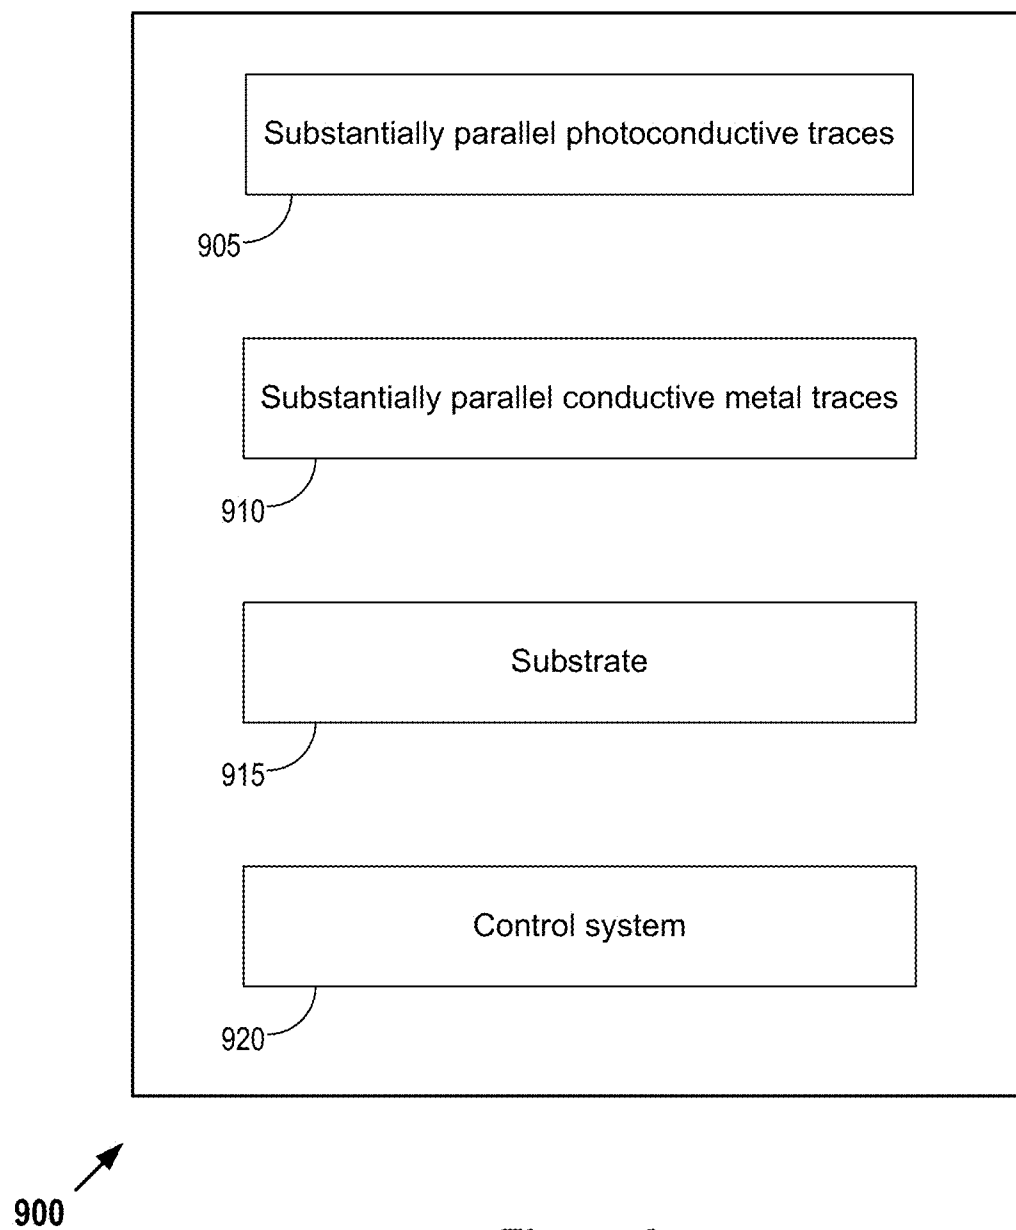 Substantially parallel photoconductive traces
905
Substantially parallel conductive metal traces
910
Substrate
915
Control system
920
900